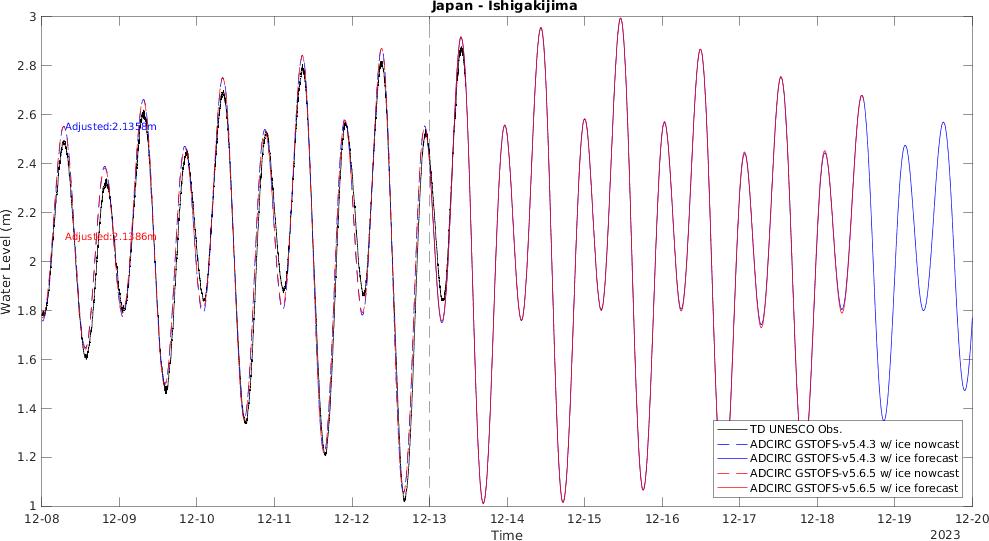 Japan - Ishigakijima
3
2.8
2.6
2.4
2.2
2
1.8
1.6
1.4
1.2
1
Water Level (m)
Adjusted:2.1358m
Adjusted:2.1386m
TD UNESCO Obs.
ADCIRC GSTOFS-v5.4.3 w/ ice nowcast
ADCIRC GSTOFS-v5.4.3 w/ ice forecast
ADCIRC GSTOFS-v5.6.5 w/ ice nowcast
ADCIRC GSTOFS-v5.6.5 w/ ice forecast
12-08 12-09 12-10 12-11 12-12 12-13 12-14 12-15 12-16 12-17 12-18 12-19 12-20
Time
2023